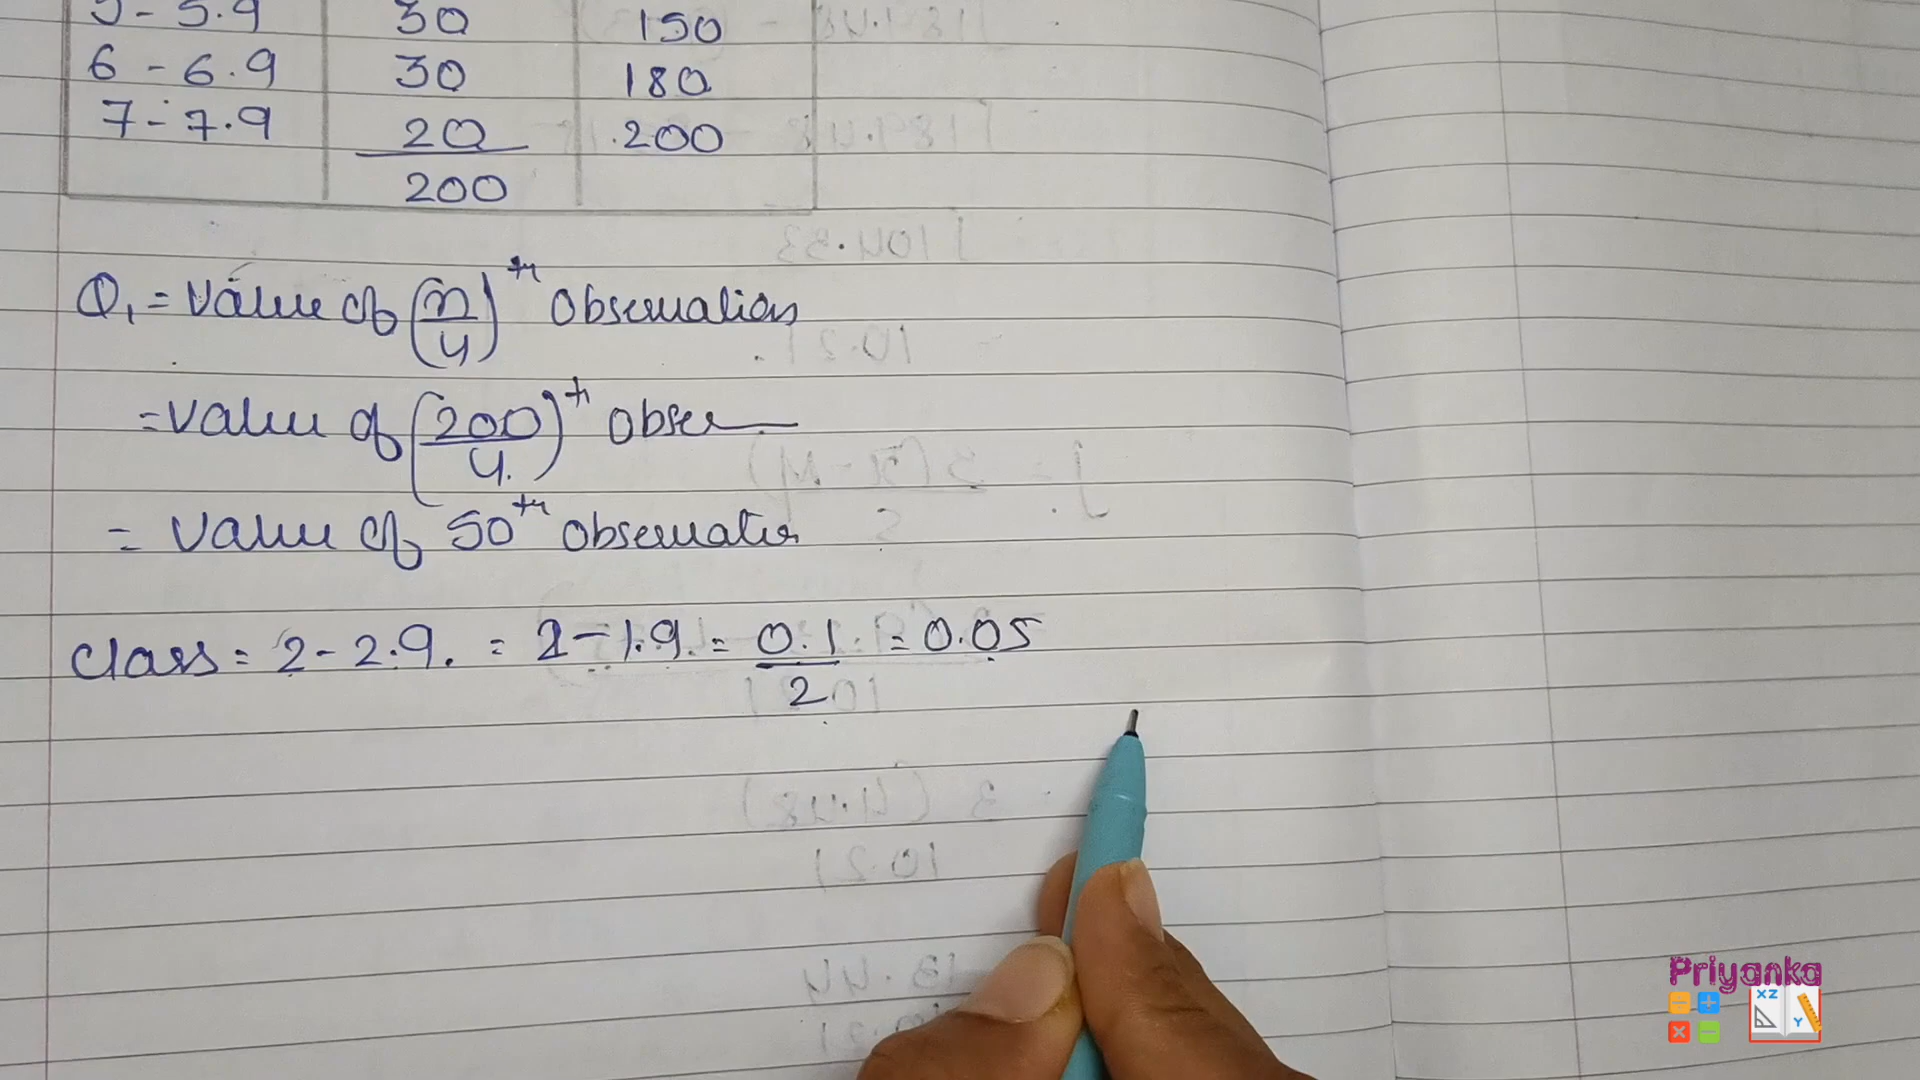 5 - 5.9 30 150
6 - 6.9 30 180
7 - 7.9 20 200
200
Q₁ = Value of (n/4)th Observation
= Value of (200/4)th Obser
= Value of 50th Observation
Class = 2 - 2.9. = 2 - 1.9. = 0.1/2 = 0.05
Priyanka
XZ
Y